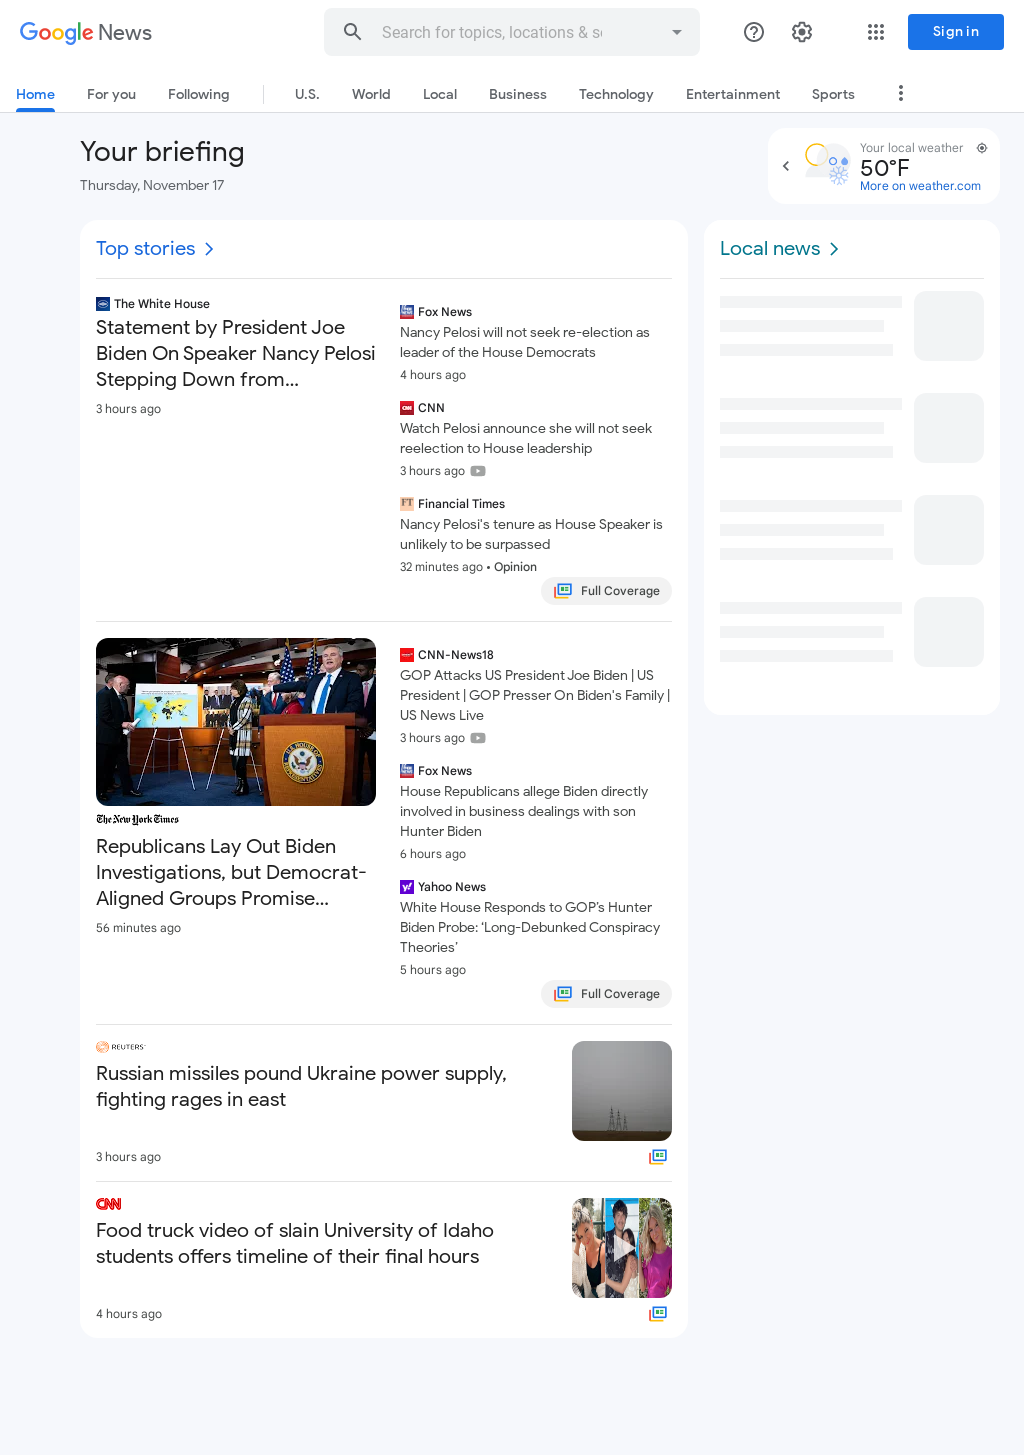 Google News
Search for topics, locations & s
Sign in
Home
For you
Following
U.S.
World
Local
Business
Technology
Entertainment
Sports
Your briefing
Thursday, November 17
Your local weather
50°F
More on weather.com
Top stories
The White House
Statement by President Joe
Biden On Speaker Nancy Pelosi
Stepping Down from...
3 hours ago
Fox News
Nancy Pelosi will not seek re-election as
leader of the House Democrats
4 hours ago
CNN
Watch Pelosi announce she will not seek
reelection to House leadership
3 hours ago
FT
Financial Times
Nancy Pelosi's tenure as House Speaker is
unlikely to be surpassed
32 minutes ago • Opinion
Full Coverage
The New York Times
Republicans Lay Out Biden
Investigations, but Democrat-
Aligned Groups Promise...
56 minutes ago
CNN-News18
GOP Attacks US President Joe Biden | US
President | GOP Presser On Biden's Family |
US News Live
3 hours ago
Fox News
House Republicans allege Biden directly
involved in business dealings with son
Hunter Biden
6 hours ago
Yahoo News
White House Responds to GOP’s Hunter
Biden Probe: ‘Long-Debunked Conspiracy
Theories’
5 hours ago
Full Coverage
REUTERS
Russian missiles pound Ukraine power supply,
fighting rages in east
3 hours ago
CNN
Food truck video of slain University of Idaho
students offers timeline of their final hours
4 hours ago
Local news